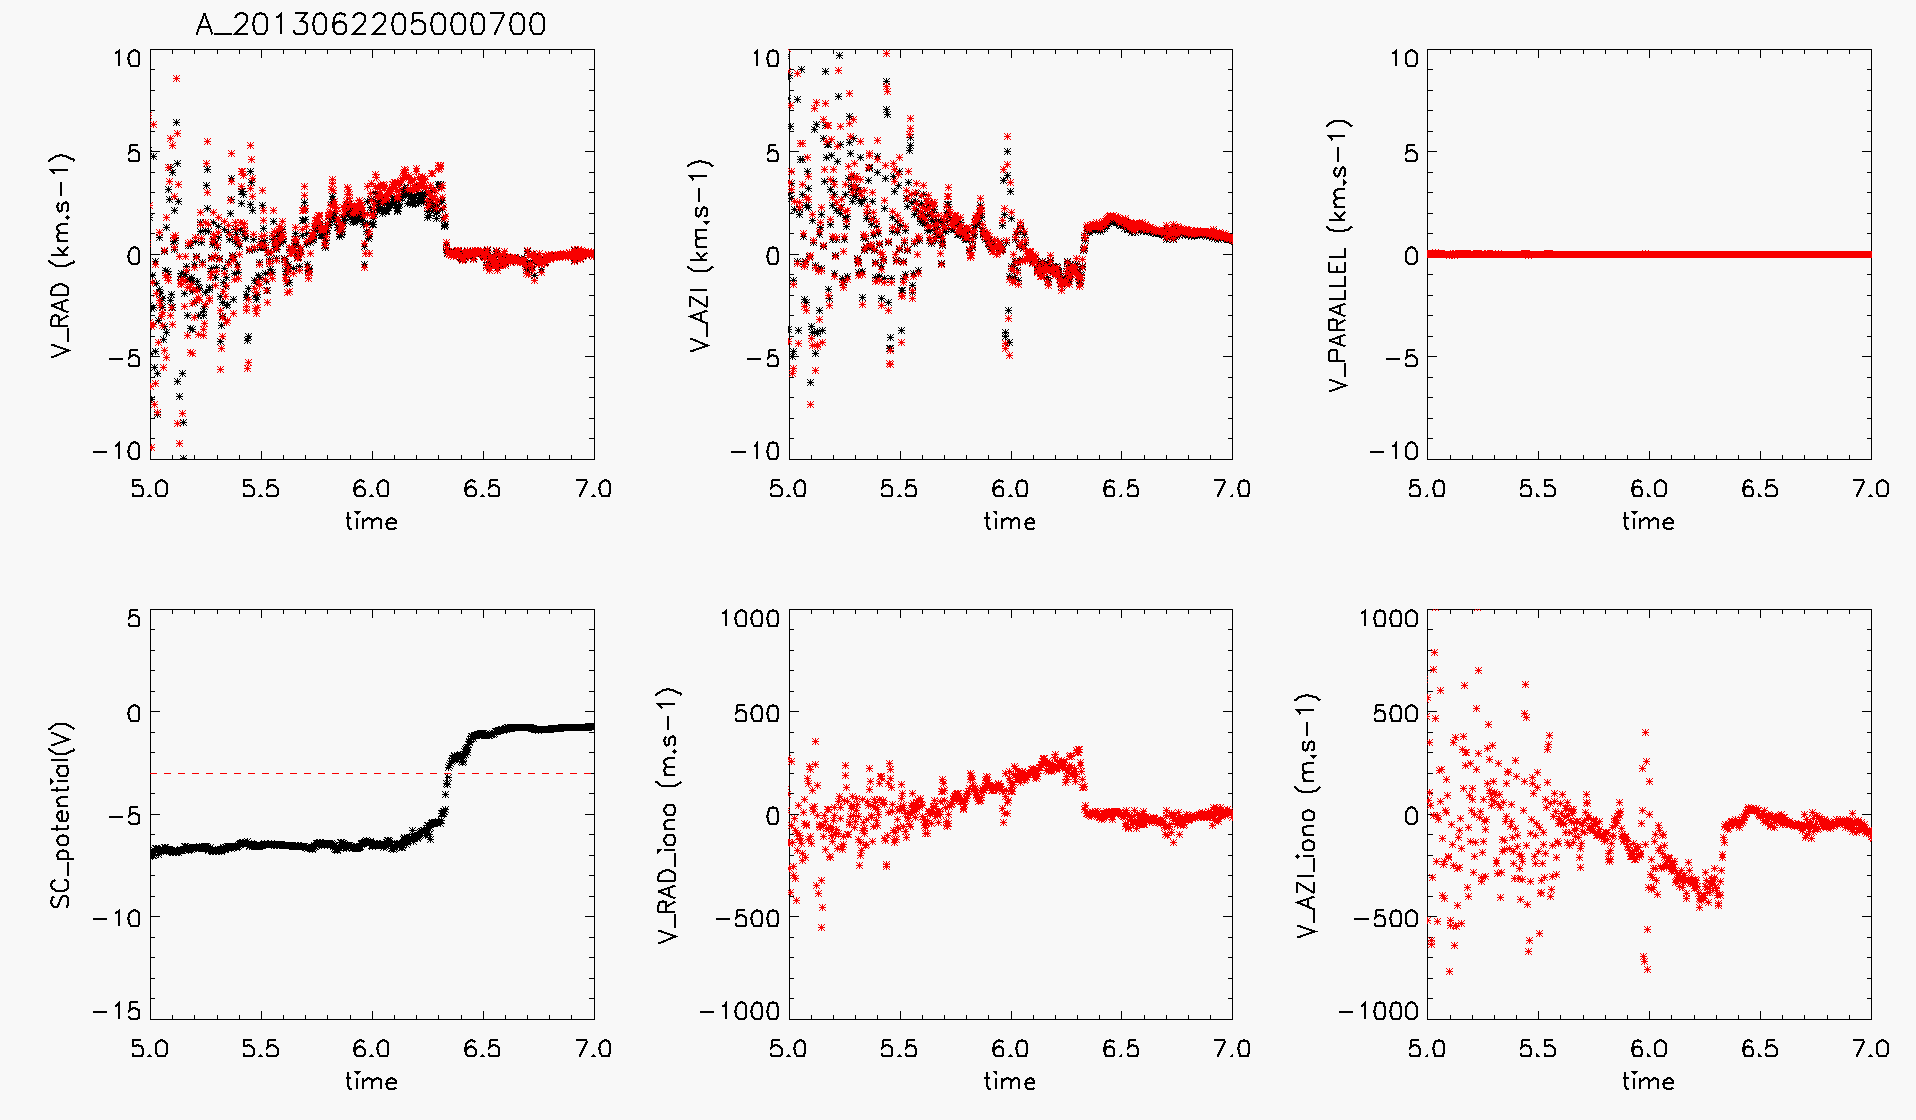 A_2013062205000700
10
5
0
-5
-10
V_RAD (km.s-1)
5.0 5.5 6.0 6.5 7.0
time
10
5
0
-5
-10
V_AZI (km.s-1)
5.0 5.5 6.0 6.5 7.0
time
10
5
0
-5
-10
V_PARALLEL (km.s-1)
5.0 5.5 6.0 6.5 7.0
time
5
0
-5
-10
-15
SC_potential(V)
5.0 5.5 6.0 6.5 7.0
time
1000
500
0
-500
-1000
V_RAD_iono (m.s-1)
5.0 5.5 6.0 6.5 7.0
time
1000
500
0
-500
-1000
V_AZI_iono (m.s-1)
5.0 5.5 6.0 6.5 7.0
time